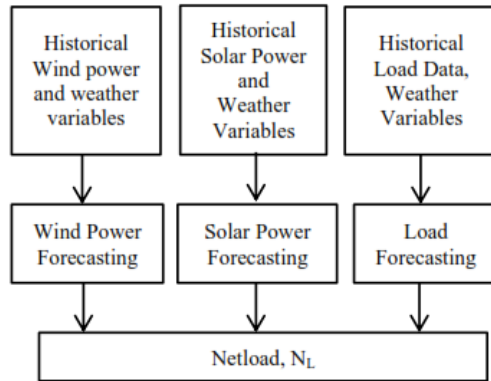 Historical
Wind power
and weather
variables
Historical
Solar Power
and
Weather
Variables
Historical
Load Data,
Weather
Variables
Wind Power
Forecasting
Solar Power
Forecasting
Load
Forecasting
Netload, N_L